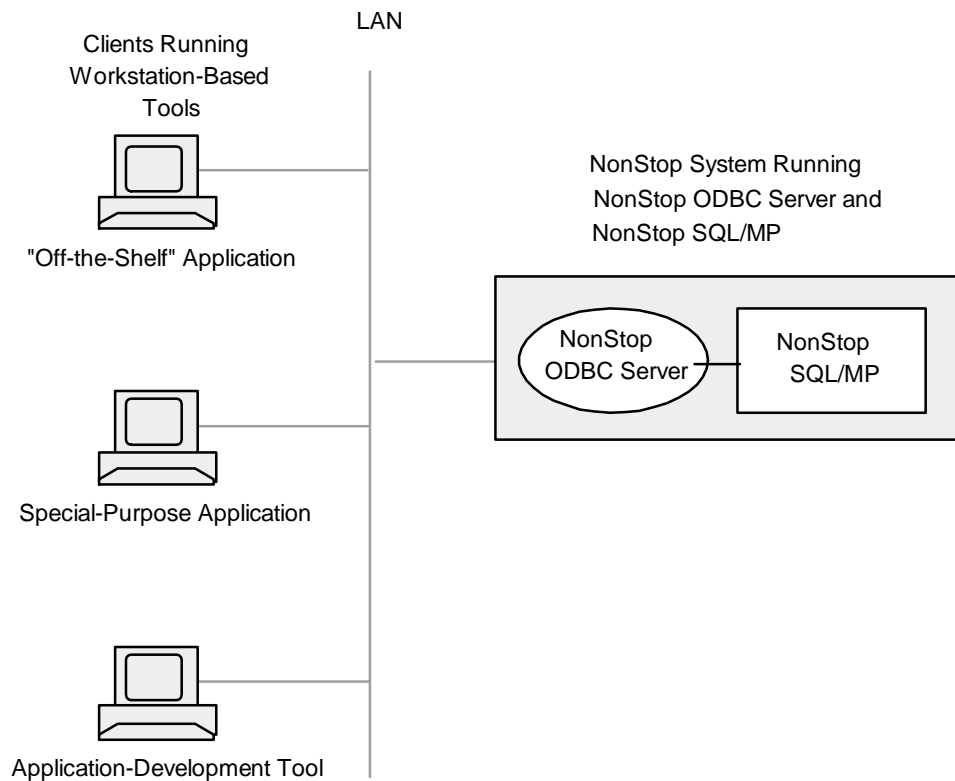 LAN
Clients Running
Workstation-Based
Tools
"Off-the-Shelf" Application
Special-Purpose Application
Application-Development Tool
NonStop System Running
NonStop ODBC Server and
NonStop SQL/MP
NonStop
ODBC Server
NonStop
SQL/MP